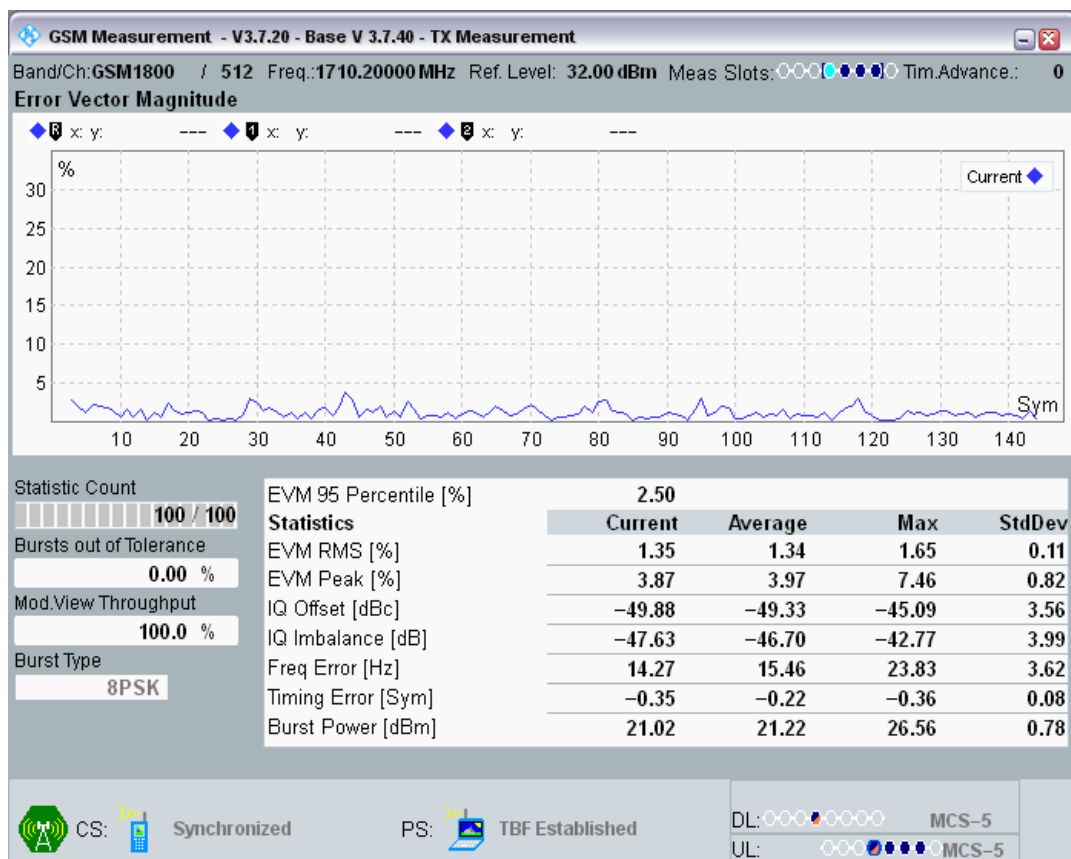 GSM Measurement - V3.7.20 - Base V 3.7.40 - TX Measurement
Band/Ch:GSM1800 / 512 Freq.:1710.20000 MHz Ref. Level: 32.00 dBm Meas Slots: Tim.Advance.: 0
Error Vector Magnitude
R x: y: --- 1 x: y: --- 2 x: y: ---
%
Current
30
25
20
15
10
5
Sym
10 20 30 40 50 60 70 80 90 100 110 120 130 140
Statistic Count
100 / 100
Bursts out of Tolerance
0.00 %
Mod.View Throughput
100.0 %
Burst Type
8PSK
EVM 95 Percentile [%] 2.50
Statistics Current Average Max StdDev
EVM RMS [%] 1.35 1.34 1.65 0.11
EVM Peak [%] 3.87 3.97 7.46 0.82
IQ Offset [dBc] −49.88 −49.33 −45.09 3.56
IQ Imbalance [dB] −47.63 −46.70 −42.77 3.99
Freq Error [Hz] 14.27 15.46 23.83 3.62
Timing Error [Sym] −0.35 −0.22 −0.36 0.08
Burst Power [dBm] 21.02 21.22 26.56 0.78
CS: Synchronized PS: TBF Established
DL: MCS−5
UL: MCS−5